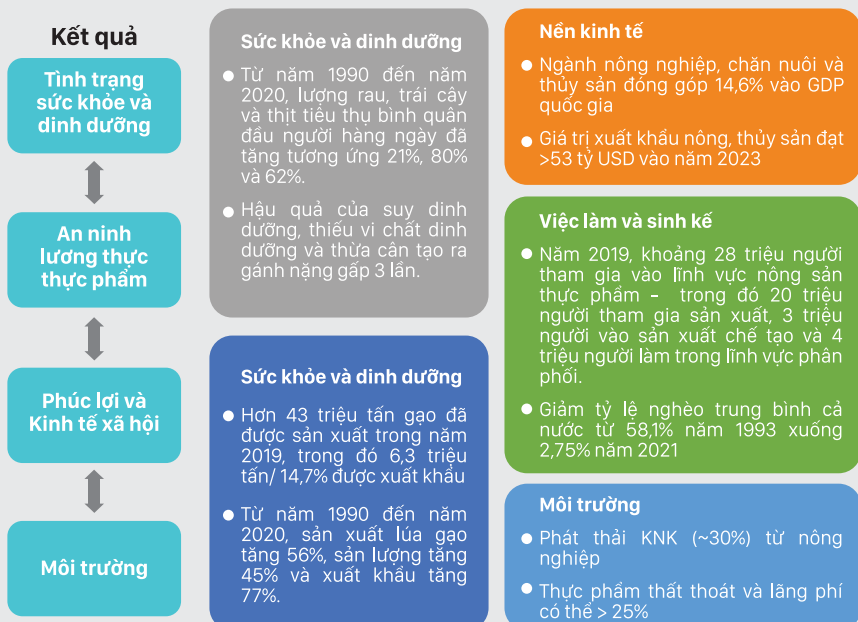 Kết quả
Tình trạng
sức khỏe và
dinh dưỡng
An ninh
lương thực
thực phẩm
Phúc lợi và
Kinh tế xã hội
Môi trường
Sức khỏe và dinh dưỡng
Từ năm 1990 đến năm
2020, lượng rau, trái cây
và thịt tiêu thụ bình quân
đầu người hàng ngày đã
tăng tương ứng 21%, 80%
và 62%.
Hậu quả của suy dinh
dưỡng, thiếu vi chất dinh
dưỡng và thừa cân tạo ra
gánh nặng gấp 3 lần.
Sức khỏe và dinh dưỡng
Hơn 43 triệu tấn gạo đã
được sản xuất trong năm
2019, trong đó 6,3 triệu
tấn/ 14,7% được xuất khẩu
Từ năm 1990 đến năm
2020, sản xuất lúa gạo
tăng 56%, sản lượng tăng
45% và xuất khẩu tăng
77%.
Nền kinh tế
Ngành nông nghiệp, chăn nuôi và
thủy sản đóng góp 14,6% vào GDP
quốc gia
Giá trị xuất khẩu nông, thủy sản đạt
>53 tỷ USD vào năm 2023
Việc làm và sinh kế
Năm 2019, khoảng 28 triệu người
tham gia vào lĩnh vực nông sản
thực phẩm - trong đó 20 triệu
người tham gia sản xuất, 3 triệu
người vào sản xuất chế tạo và 4
triệu người làm trong lĩnh vực phân
phối.
Giảm tỷ lệ nghèo trung bình cả
nước từ 58,1% năm 1993 xuống
2,75% năm 2021
Môi trường
Phát thải KNK (~30%) từ nông
nghiệp
Thực phẩm thất thoát và lãng phí
có thể > 25%